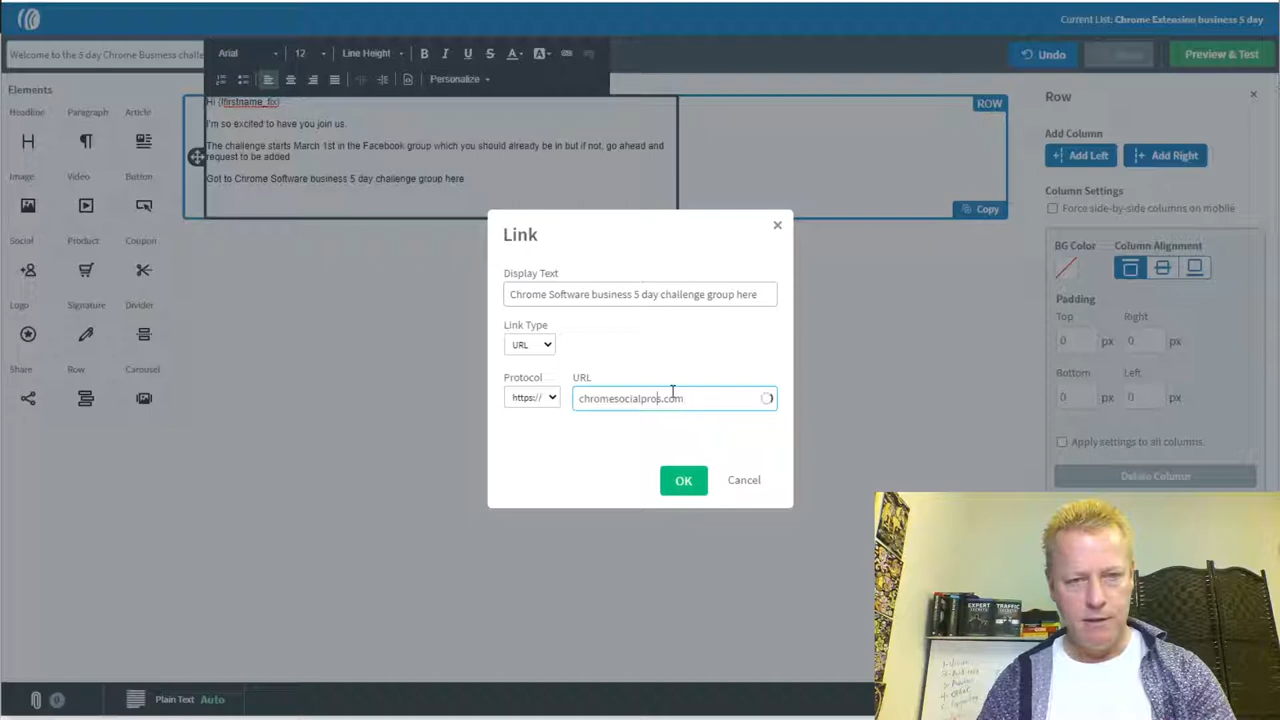 Current List: Chrome Extension business 5 day
Welcome to the 5 day Chrome Business challe
Arial
12
Line Height
B
I
U
S
A
A
Undo
Preview & Test
Personalize
Elements
Headline
Paragraph
Article
H
Image
Video
Button
Social
Product
Coupon
Logo
Signature
Divider
Share
Row
Carousel
Hi {!firstname_fix}
I'm so excited to have you join us.
The challenge starts March 1st in the Facebook group which you should already be in but if not, go ahead and
request to be added
Got to Chrome Software business 5 day challenge group here
ROW
Copy
Link
×
Display Text
Chrome Software business 5 day challenge group here
Link Type
URL
Protocol
URL
https://
chromesocialpros.com
OK
Cancel
Row
×
Add Column
Add Left
Add Right
Column Settings
Force side-by-side columns on mobile
BG Color
Column Alignment
Padding
Top
Right
0 px
0 px
Bottom
Left
0 px
0 px
Apply settings to all columns.
Delete Column
EXPERT
SECRETS
TRAFFIC
SECRETS
0
Plain Text Auto